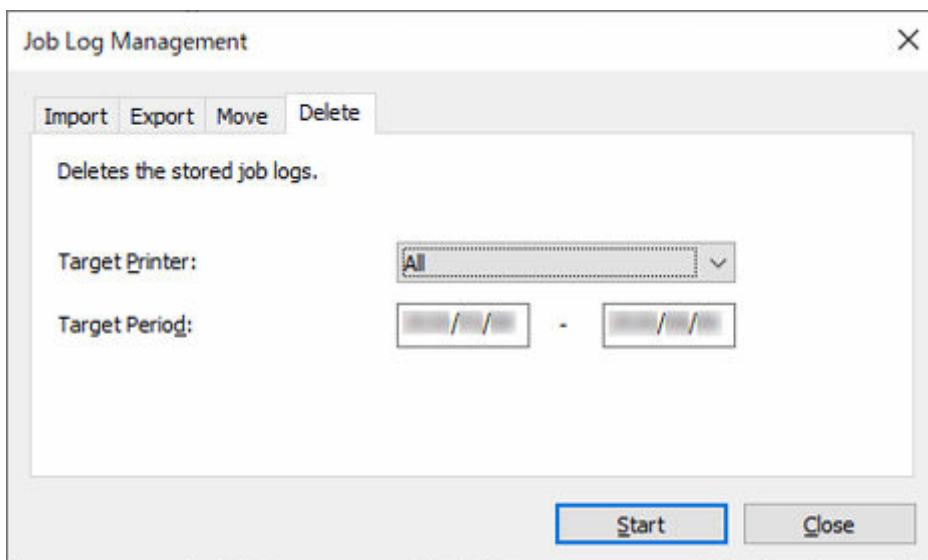 Job Log Management
Import Export Move Delete
Deletes the stored job logs.
Target Printer: All
Target Period: / / - / /
Start Close